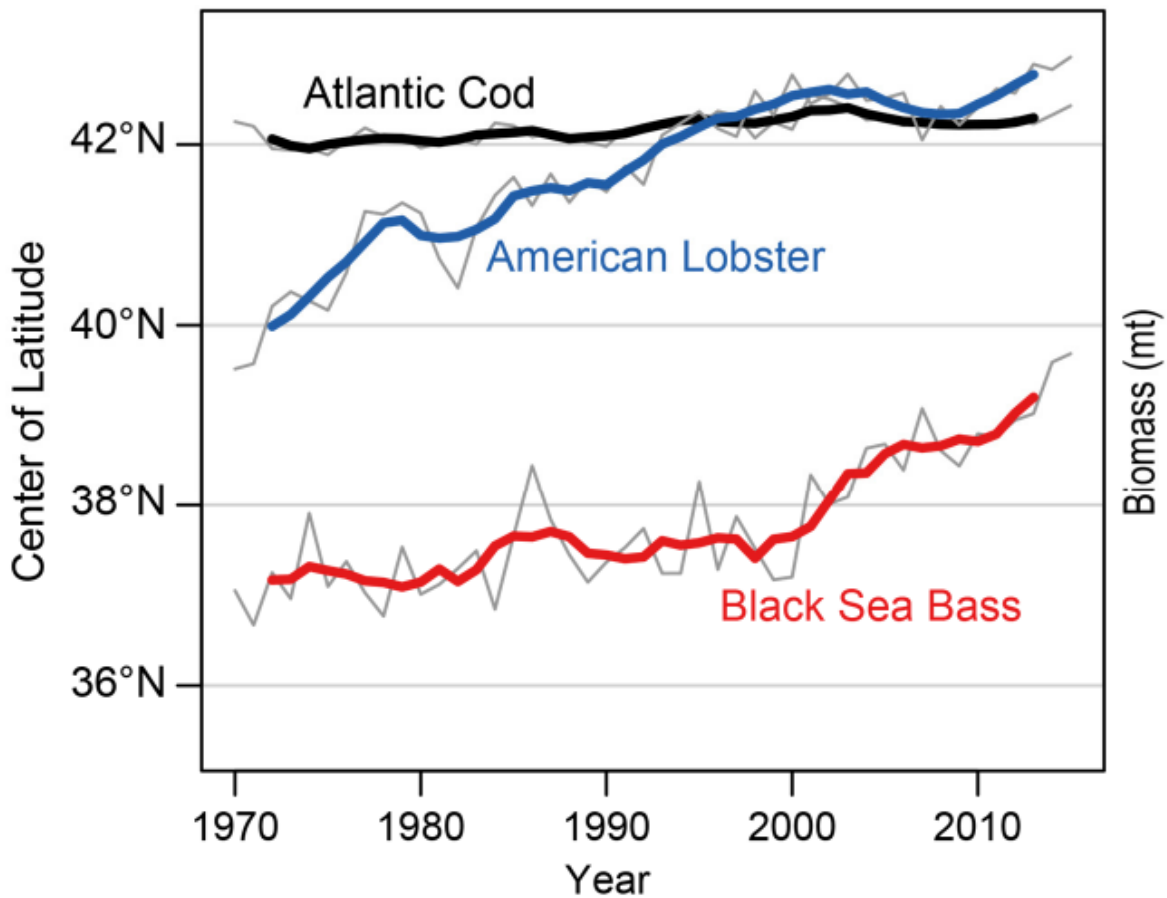 Atlantic Cod
American Lobster
Black Sea Bass
Center of Latitude
42°N
40°N
38°N
36°N
Biomass (mt)
1970
1980
1990
2000
2010
Year